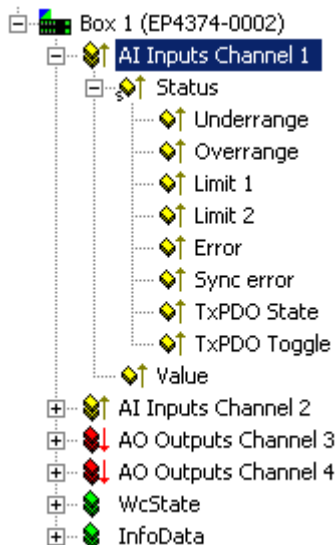 Box 1 (EP4374-0002)
AI Inputs Channel 1
Status
Underrange
Overrange
Limit 1
Limit 2
Error
Sync error
TxPDO State
TxPDO Toggle
Value
AI Inputs Channel 2
AO Outputs Channel 3
AO Outputs Channel 4
WcState
InfoData